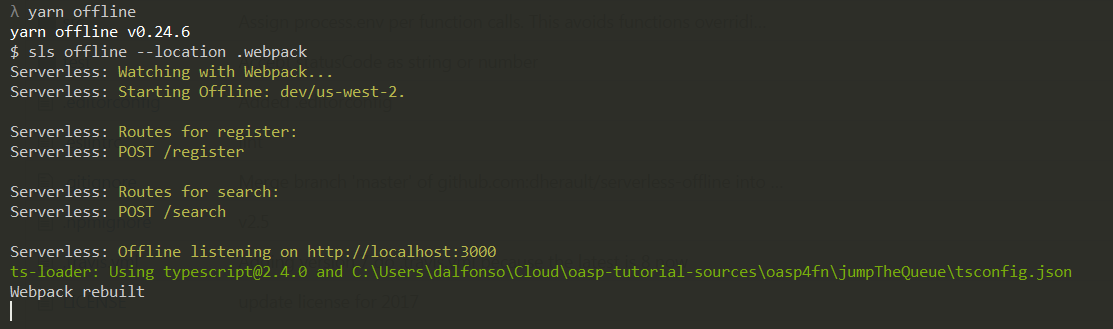 λ yarn offline
yarn offline v0.24.6
$ sls offline --location .webpack
Serverless: Watching with Webpack...
Serverless: Starting Offline: dev/us-west-2.
Serverless: Routes for register:
Serverless: POST /register
Serverless: Routes for search:
Serverless: POST /search
Serverless: Offline listening on http://localhost:3000
ts-loader: Using typescript@2.4.0 and C:\Users\dalfonso\Cloud\oasp-tutorial-sources\oasp4fn\jumpTheQueue\tsconfig.json
Webpack rebuilt